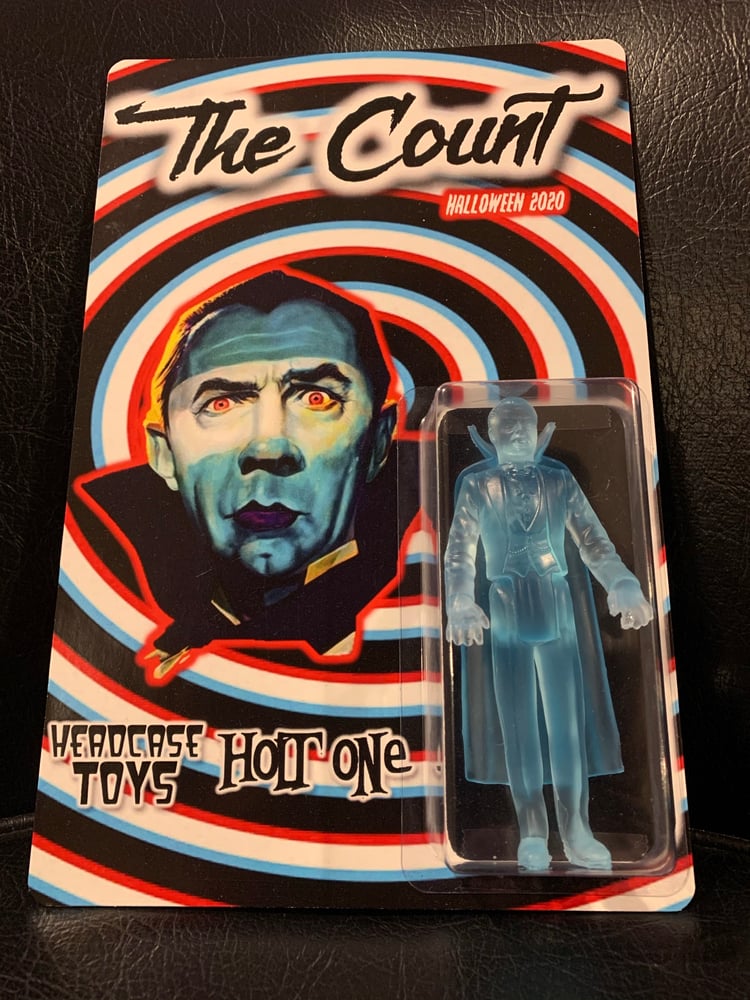 The Count
HALLOWEEN 2020
HEADCASE
TOYS
HOLT ONE